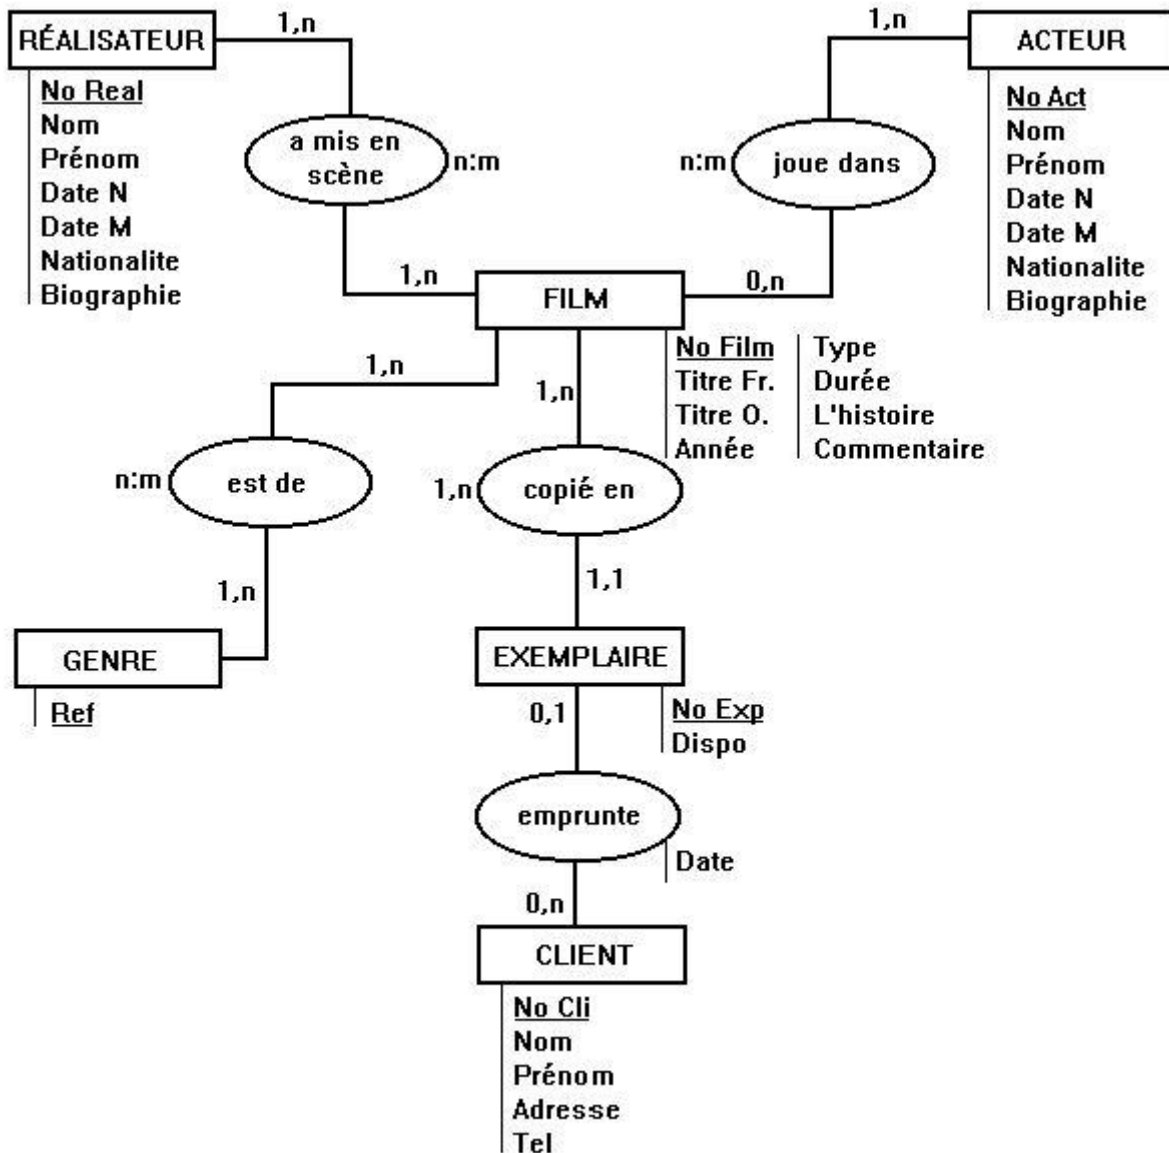 1,n
1,n
RÉALISATEUR
ACTEUR
No Real
Nom
Prénom
Date N
Date M
Nationalite
Biographie
a mis en
scène
n:m
n:m
joue dans
No Act
Nom
Prénom
Date N
Date M
Nationalite
Biographie
1,n
FILM
0,n
No Film
Titre Fr.
Titre O.
Année
Type
Durée
L'histoire
Commentaire
1,n
1,n
n:m
est de
1,n
copié en
1,n
1,1
GENRE
Ref
EXEMPLAIRE
No Exp
Dispo
0,1
emprunte
Date
0,n
CLIENT
No Cli
Nom
Prénom
Adresse
Tel